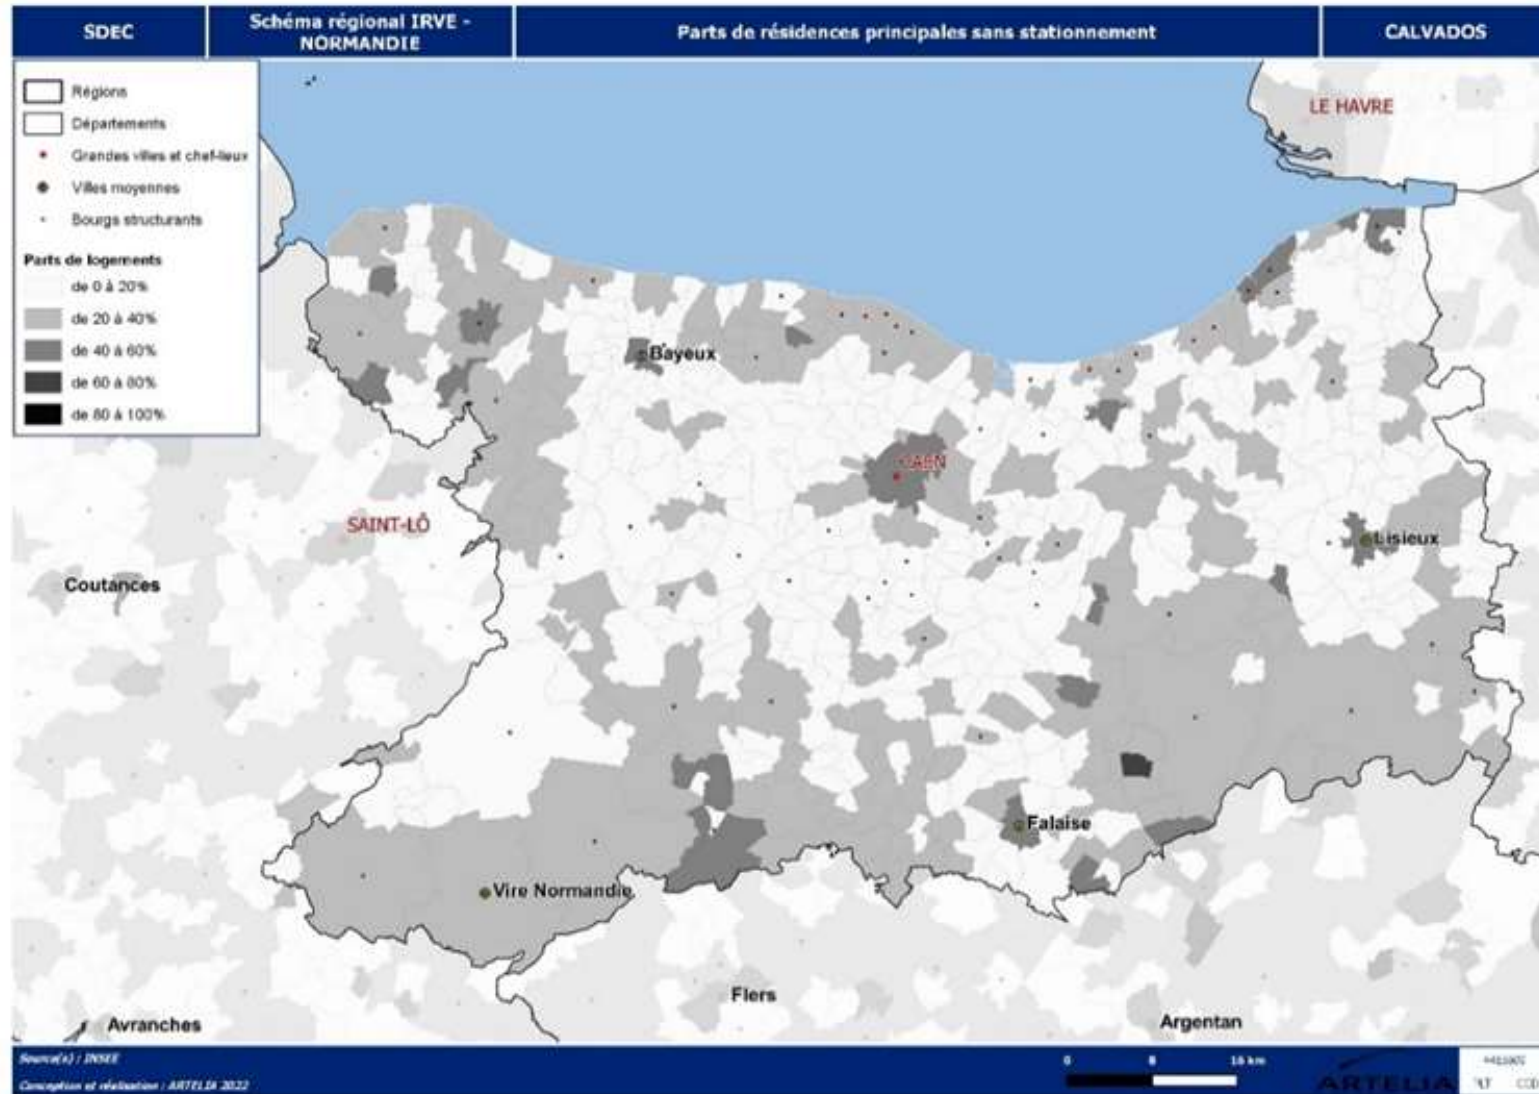 SDEC
Schéma régional IRVE -
NORMANDIE
Parts de résidences principales sans stationnement
CALVADOS
Régions
Départements
Grandes villes et chef-lieux
Villes moyennes
Bourgs structurants
Parts de logements
de 0 à 20%
de 20 à 40%
de 40 à 60%
de 60 à 80%
de 80 à 100%
LE HAVRE
Bayeux
CAEN
SAINT-LÔ
Lisieux
Coutances
Falaise
Vire Normandie
Flers
Avranches
Argentan
Source(s) : INSEE
Conception et réalisation : ARTELIA 2022
0 8 16 km
ARTELIA